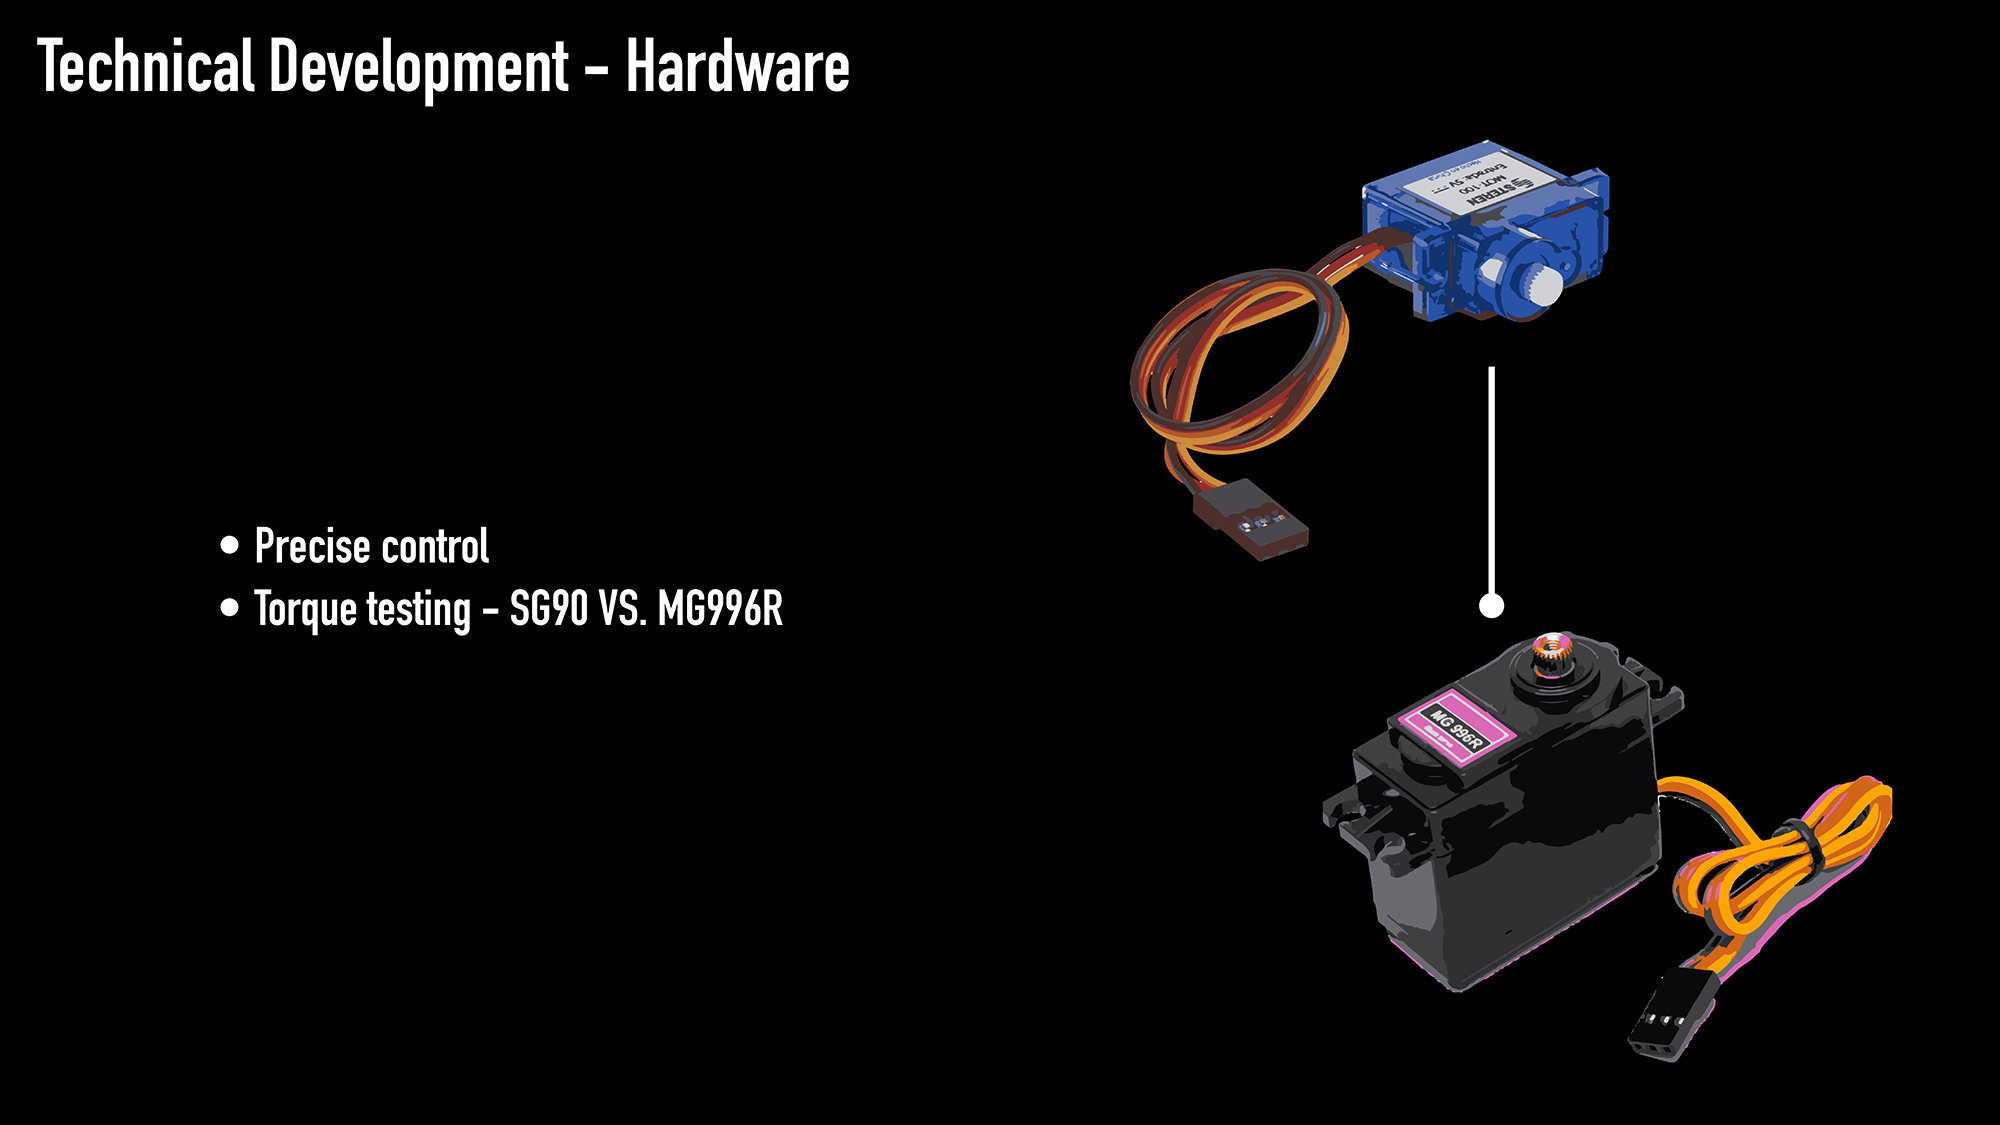 Technical Development – Hardware
Hecho en China
Entrada: 5V
MOT-100
STEREN
• Precise control
• Torque testing – SG90 VS. MG996R
MG 996R